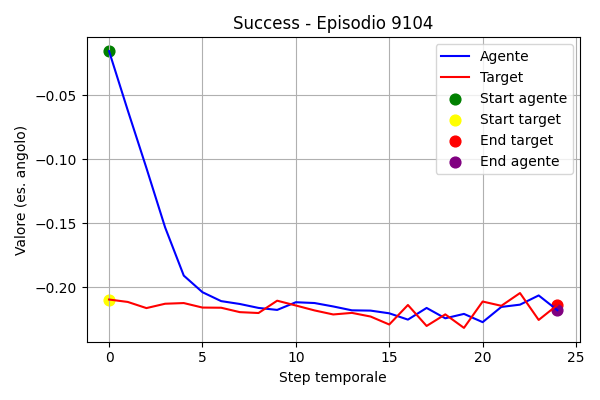 Success - Episodio 9104
Agente
Target
Start agente
Start target
End target
End agente
Valore (es. angolo)
−0.05
−0.10
−0.15
−0.20
0
5
10
15
20
25
Step temporale